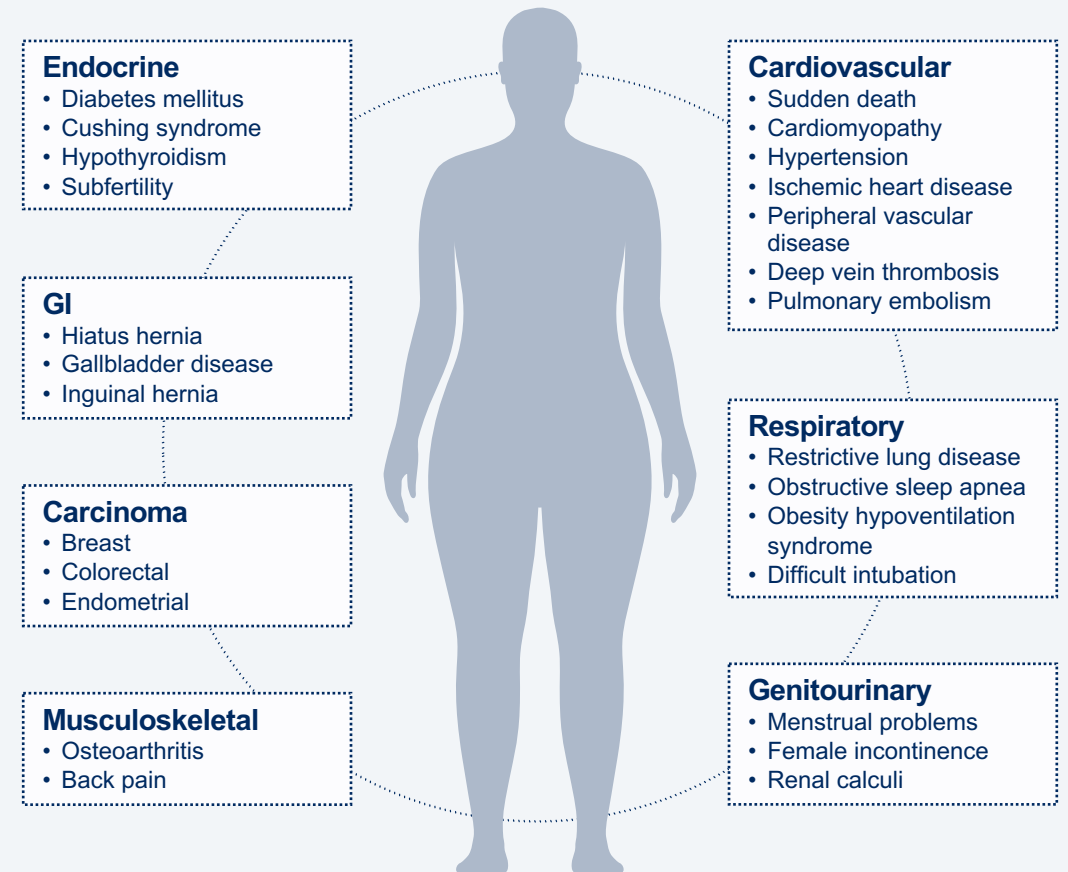 Endocrine
• Diabetes mellitus
• Cushing syndrome
• Hypothyroidism
• Subfertility
GI
• Hiatus hernia
• Gallbladder disease
• Inguinal hernia
Carcinoma
• Breast
• Colorectal
• Endometrial
Musculoskeletal
• Osteoarthritis
• Back pain
Cardiovascular
• Sudden death
• Cardiomyopathy
• Hypertension
• Ischemic heart disease
• Peripheral vascular
disease
• Deep vein thrombosis
• Pulmonary embolism
Respiratory
• Restrictive lung disease
• Obstructive sleep apnea
• Obesity hypoventilation
syndrome
• Difficult intubation
Genitourinary
• Menstrual problems
• Female incontinence
• Renal calculi